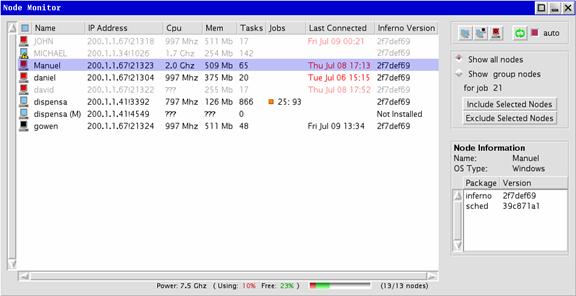 Node Monitor
Name IP Address Cpu Mem Tasks Jobs Last Connected Inferno Version
JOHN 200.1.1.67!21318 997 Mhz 511 Mb 17 Fri Jul 09 00:21 2f7def69
MICHAEL 200.1.1.34!1026 1.7 Ghz 254 Mb 142 2f7def69
Manuel 200.1.1.67!21323 2.0 Ghz 509 Mb 65 Thu Jul 08 17:13 2f7def69
daniel 200.1.1.67!21304 997 Mhz 375 Mb 20 Tue Jul 06 15:15 2f7def69
david 200.1.1.67!21322 ??? 255 Mb 17 Thu Jul 08 17:52 2f7def69
dispensa 200.1.1.41!3392 797 Mhz 126 Mb 866 25: 93 2f7def69
dispensa (M) 200.1.1.41!4549 ??? ??? 0 Not Installed
gowen 200.1.1.67!21324 997 Mhz 511 Mb 48 Fri Jul 09 13:34 2f7def69
Power: 7.5 Ghz ( Using: 10% Free: 23% ) (13/13 nodes)
auto
Show all nodes
Show group nodes
for job 21
Include Selected Nodes
Exclude Selected Nodes
Node Information
Name: Manuel
OS Type: Windows
Package Version
inferno 2f7def69
sched 39c871a1